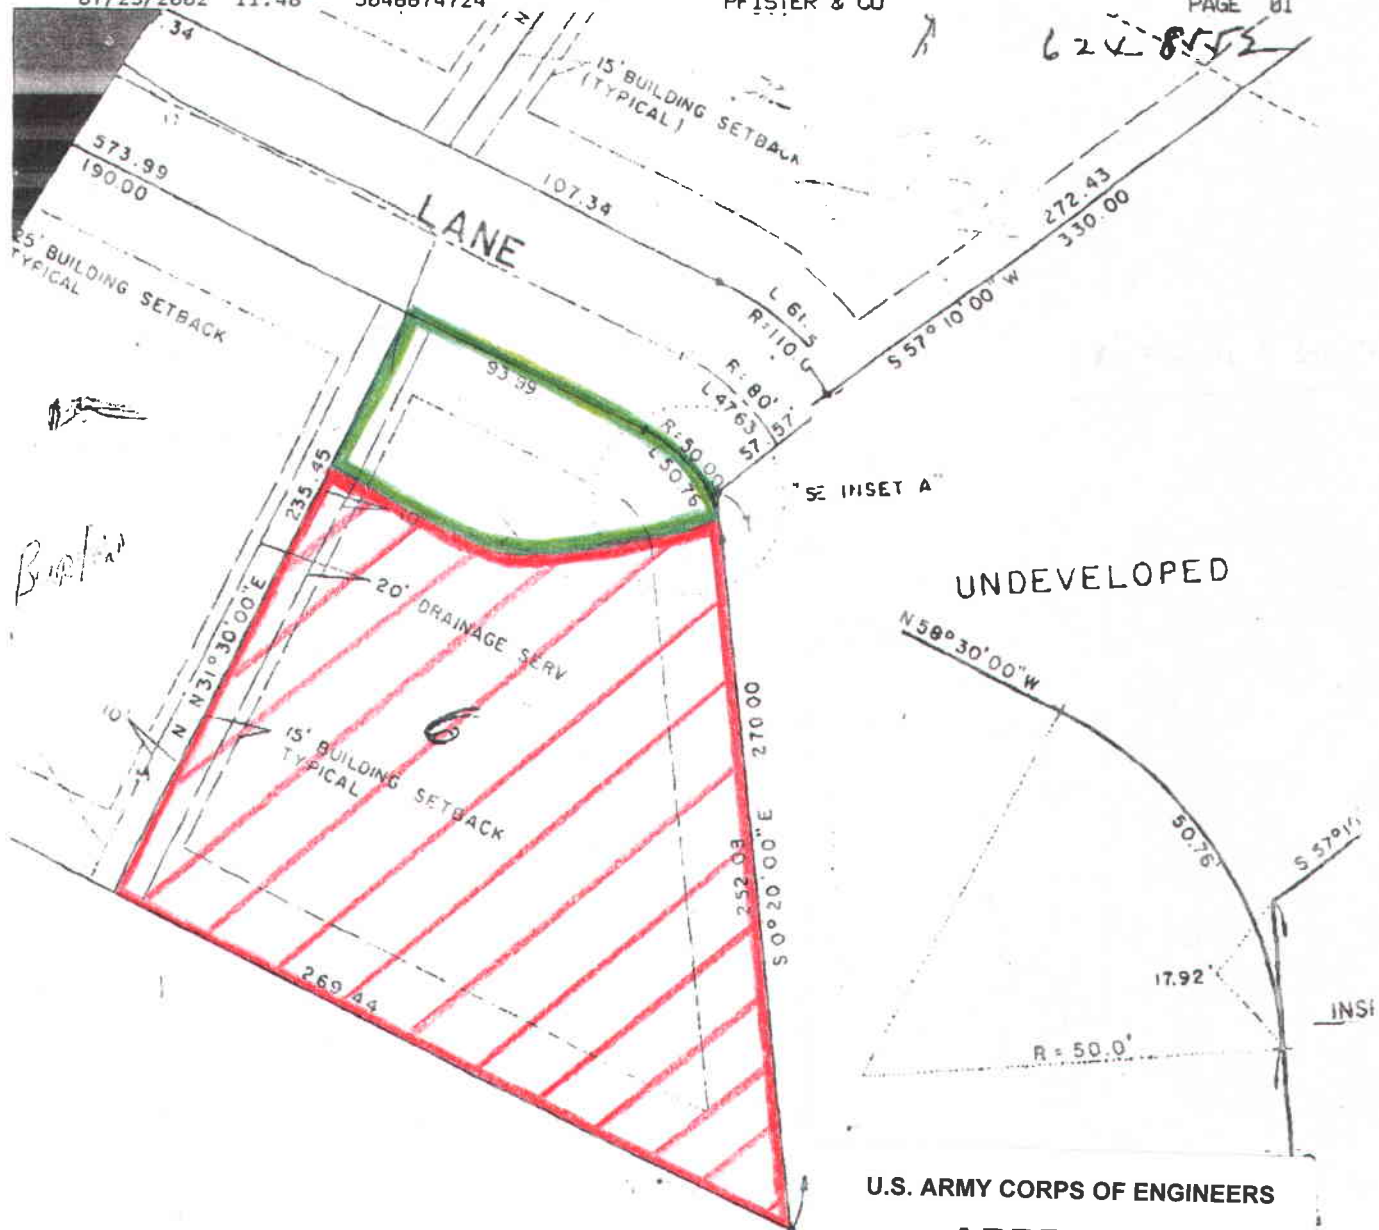 PFISTER & CO
PAGE 01
.34
15' BUILDING SETBACK
(TYPICAL)
573.99
190.00
107.34
LANE
272.43
330.00
S 57° 10' 00" W
25' BUILDING SETBACK
TYPICAL
L 61.5
R=110.0
R=80'
L 47.63
57.57'
93.99
R=50.00
L 50.76
"SE INSET A"
235.45
N 31° 30' 00" E
20' DRAINAGE SERV
UNDEVELOPED
N 58° 30' 00" W
6
10'
15' BUILDING SETBACK
TYPICAL
270.00
252.03
S 0° 20' 00" E
50.76'
17.92'
R = 50.0'
269.44
U.S. ARMY CORPS OF ENGINEERS